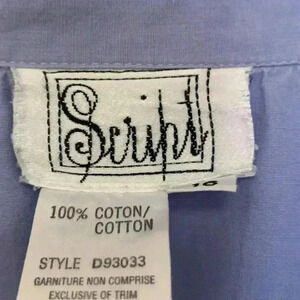 Script
100% COTON/
COTTON
STYLE D93033
GARNITURE NON COMPRISE
EXCLUSIVE OF TRIM